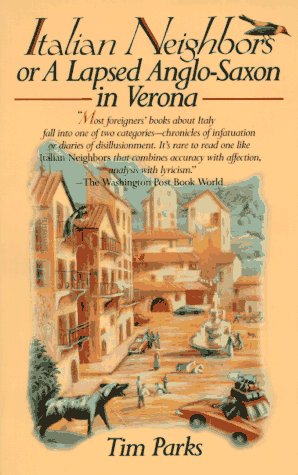 Italian Neighbors
or A Lapsed Anglo-Saxon
in Verona
"Most foreigners' books about Italy
fall into one of two categories—chronicles of infatuation
or diaries of disillusionment. It's rare to read one like
Italian Neighbors that combines accuracy with affection,
analysis with lyricism."
—The Washington Post Book World
Tim Parks